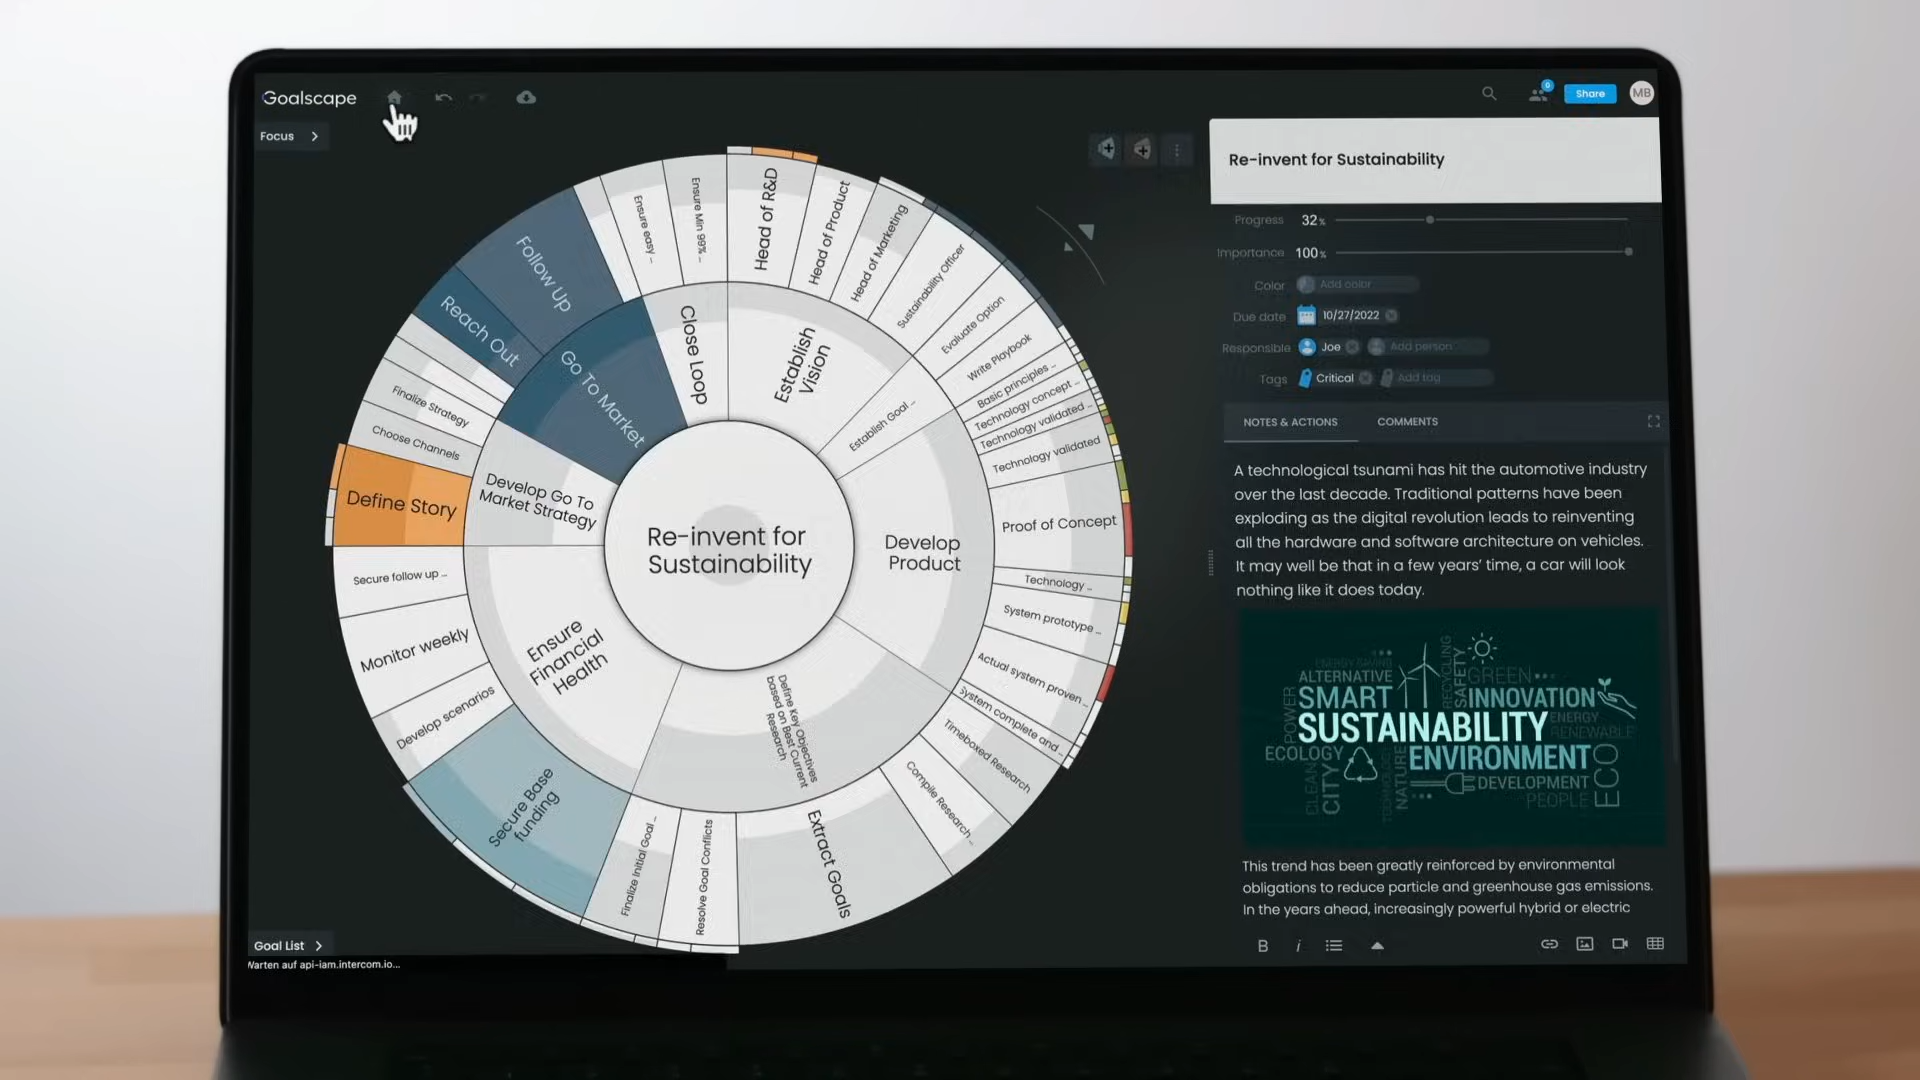 Goalscape
0
Share
MB
Focus
Re-invent for Sustainability
Progress 32%
Importance 100%
Color Add color
Due date 10/27/2022
Responsible Joe Add person
Tags Critical Add tag
NOTES & ACTIONS COMMENTS
A technological tsunami has hit the automotive industry
over the last decade. Traditional patterns have been
exploding as the digital revolution leads to reinventing
all the hardware and software architecture on vehicles.
It may well be that in a few years' time, a car will look
nothing like it does today.
ENERGY SAVING
ALTERNATIVE
RECYCLING
SAFETY
GREEN
POWER
SMART
INNOVATION
SUSTAINABILITY
ENERGY
RENEWABLE
ECOLOGY
ENVIRONMENT
CLEAN
CITY
NATURE
DEVELOPMENT
PEOPLE
ECO
This trend has been greatly reinforced by environmental
obligations to reduce particle and greenhouse gas emissions.
In the years ahead, increasingly powerful hybrid or electric
B i
Re-invent for
Sustainability
Establish
Vision
Establish Goal ...
Develop
Product
Define Key Objectives
based on Best Current
Research
Ensure
Financial
Health
Develop Go To
Market Strategy
Go To Market
Close Loop
Head of R&D
Head of Product
Head of Marketing
Sustainability Officer
Evaluate Option
Write Playbook
Basic principles ...
Technology concept ...
Technology validated ...
Technology validated
Proof of Concept
Technology ...
System prototype ...
Actual system proven ...
System complete and ...
Timeboxed Research
Compile Research ...
Extract Goals
Resolve Goal Conflicts
Finalize Initial Goal ...
Secure Base
funding
Develop scenarios
Monitor weekly
Secure follow up ...
Define Story
Choose Channels
Finalize Strategy
Reach Out
Follow Up
Ensure easy ...
Ensure Min 99% ...
Goal List
Warten auf api-iam.intercom.io...